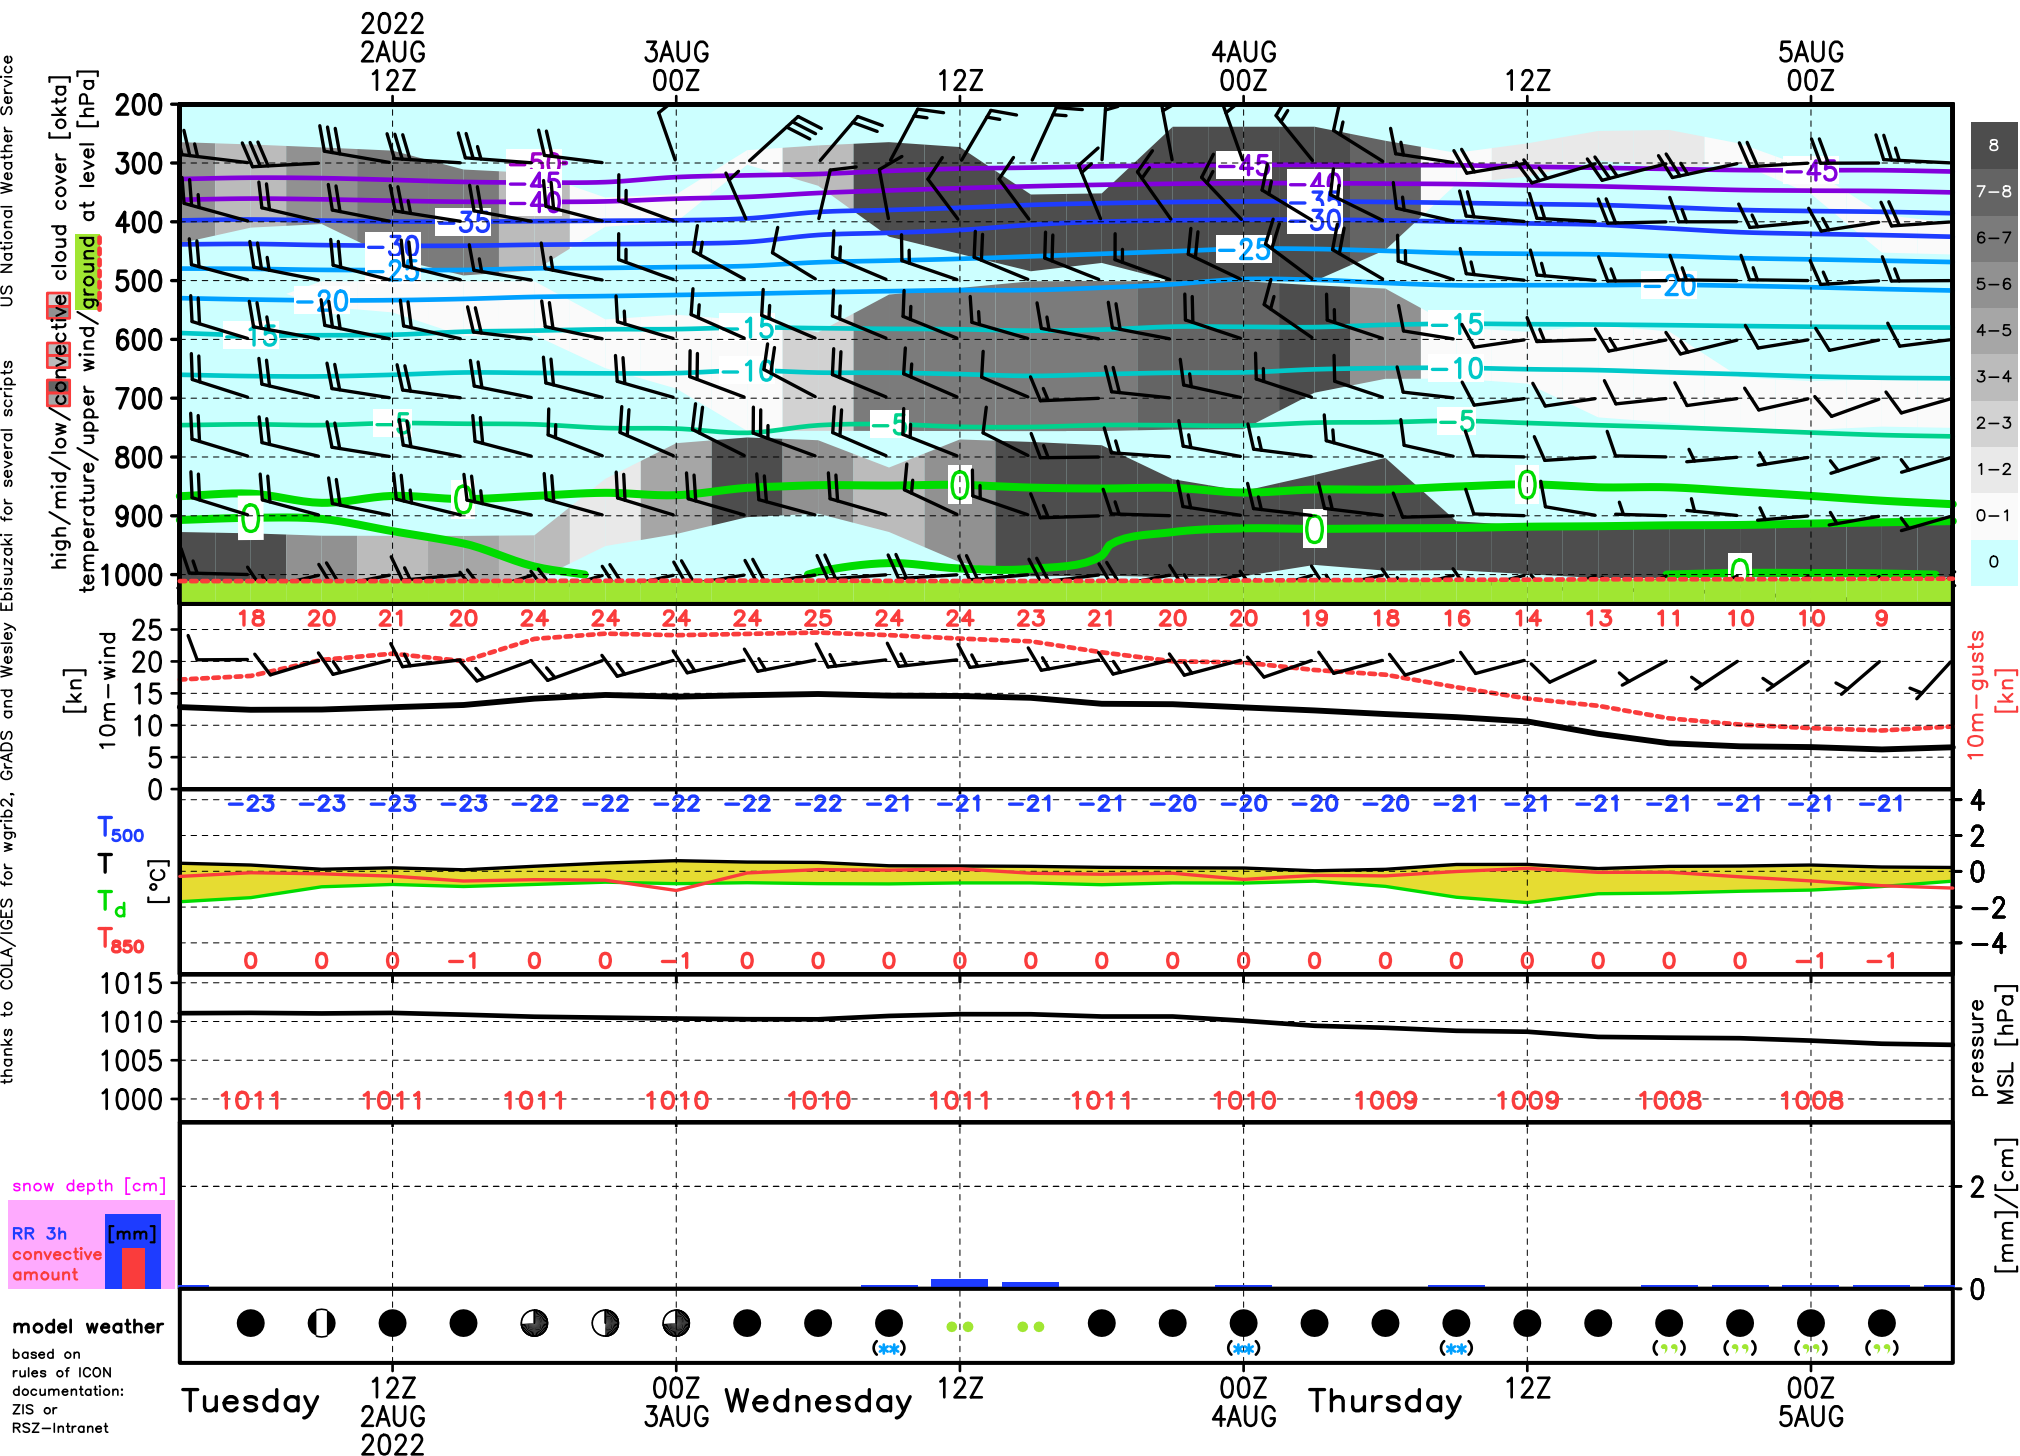 2022
2AUG 3AUG 4AUG 5AUG
12Z 00Z 12Z 00Z 12Z 00Z
US National Weather Service
thanks to COLA/IGES for wgrib2, GrADS and Wesley Ebisuzaki for several scripts
high/mid/low/convective cloud cover [okta]
temperature/upper wind/ground at level [hPa]
200
300
400
500
600
700
800
900
1000
-50
-45
-40
-35
-30
-25
-20
-15
-10
-5
0
0
-45
-40
-35
-30
-25
-20
-15
-10
-5
0
0
0
-45
-15
-10
-5
0
8
7-8
6-7
5-6
4-5
3-4
2-3
1-2
0-1
0
18 20 21 20 24 24 24 24 25 24 24 23 21 20 20 19 18 16 14 13 11 10 10 9
25
20
15
10
5
0
10m-wind
[kn]
10m-gusts
[kn]
-23 -23 -23 -23 -22 -22 -22 -22 -22 -21 -21 -21 -21 -20 -20 -20 -20 -21 -21 -21 -21 -21 -21 -21
T500
T
Td
T850
[°C]
4
2
0
-2
-4
0 0 0 -1 0 0 -1 0 0 0 0 0 0 0 0 0 0 0 0 0 0 0 -1 -1
1015
1010
1005
1000
1011 1011 1011 1010 1010 1011 1011 1010 1009 1009 1008 1008
pressure
MSL [hPa]
snow depth [cm]
RR 3h [mm]
convective
amount
2
0
[mm]/[cm]
model weather
based on
rules of ICON
documentation:
ZIS or
RSZ-Intranet
(**) (**) (**) (,,) (,,) (,,) (,,)
12Z 00Z 12Z 00Z 12Z 00Z
Tuesday Wednesday Thursday
2AUG 3AUG 4AUG 5AUG
2022